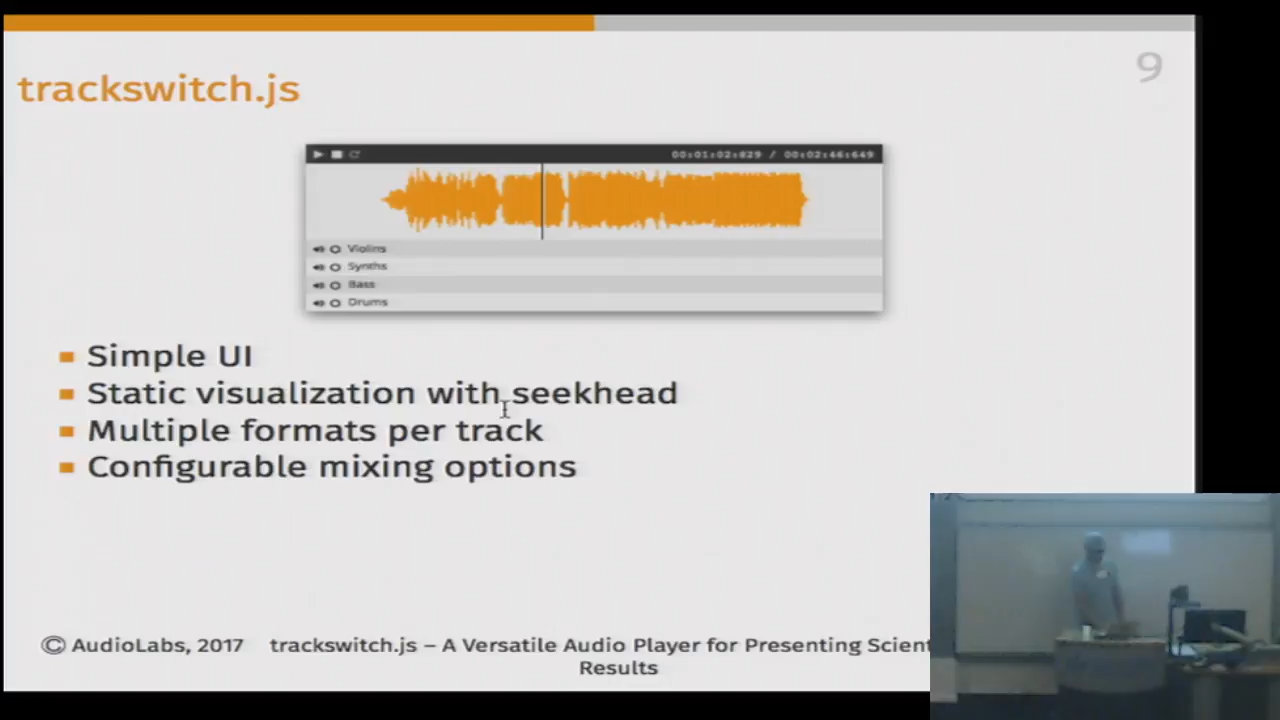 9
trackswitch.js
00:01:02:829 / 00:02:46:649
Violins
Synths
Bass
Drums
Simple UI
Static visualization with seekhead
Multiple formats per track
Configurable mixing options
© AudioLabs, 2017 trackswitch.js – A Versatile Audio Player for Presenting Scient
Results